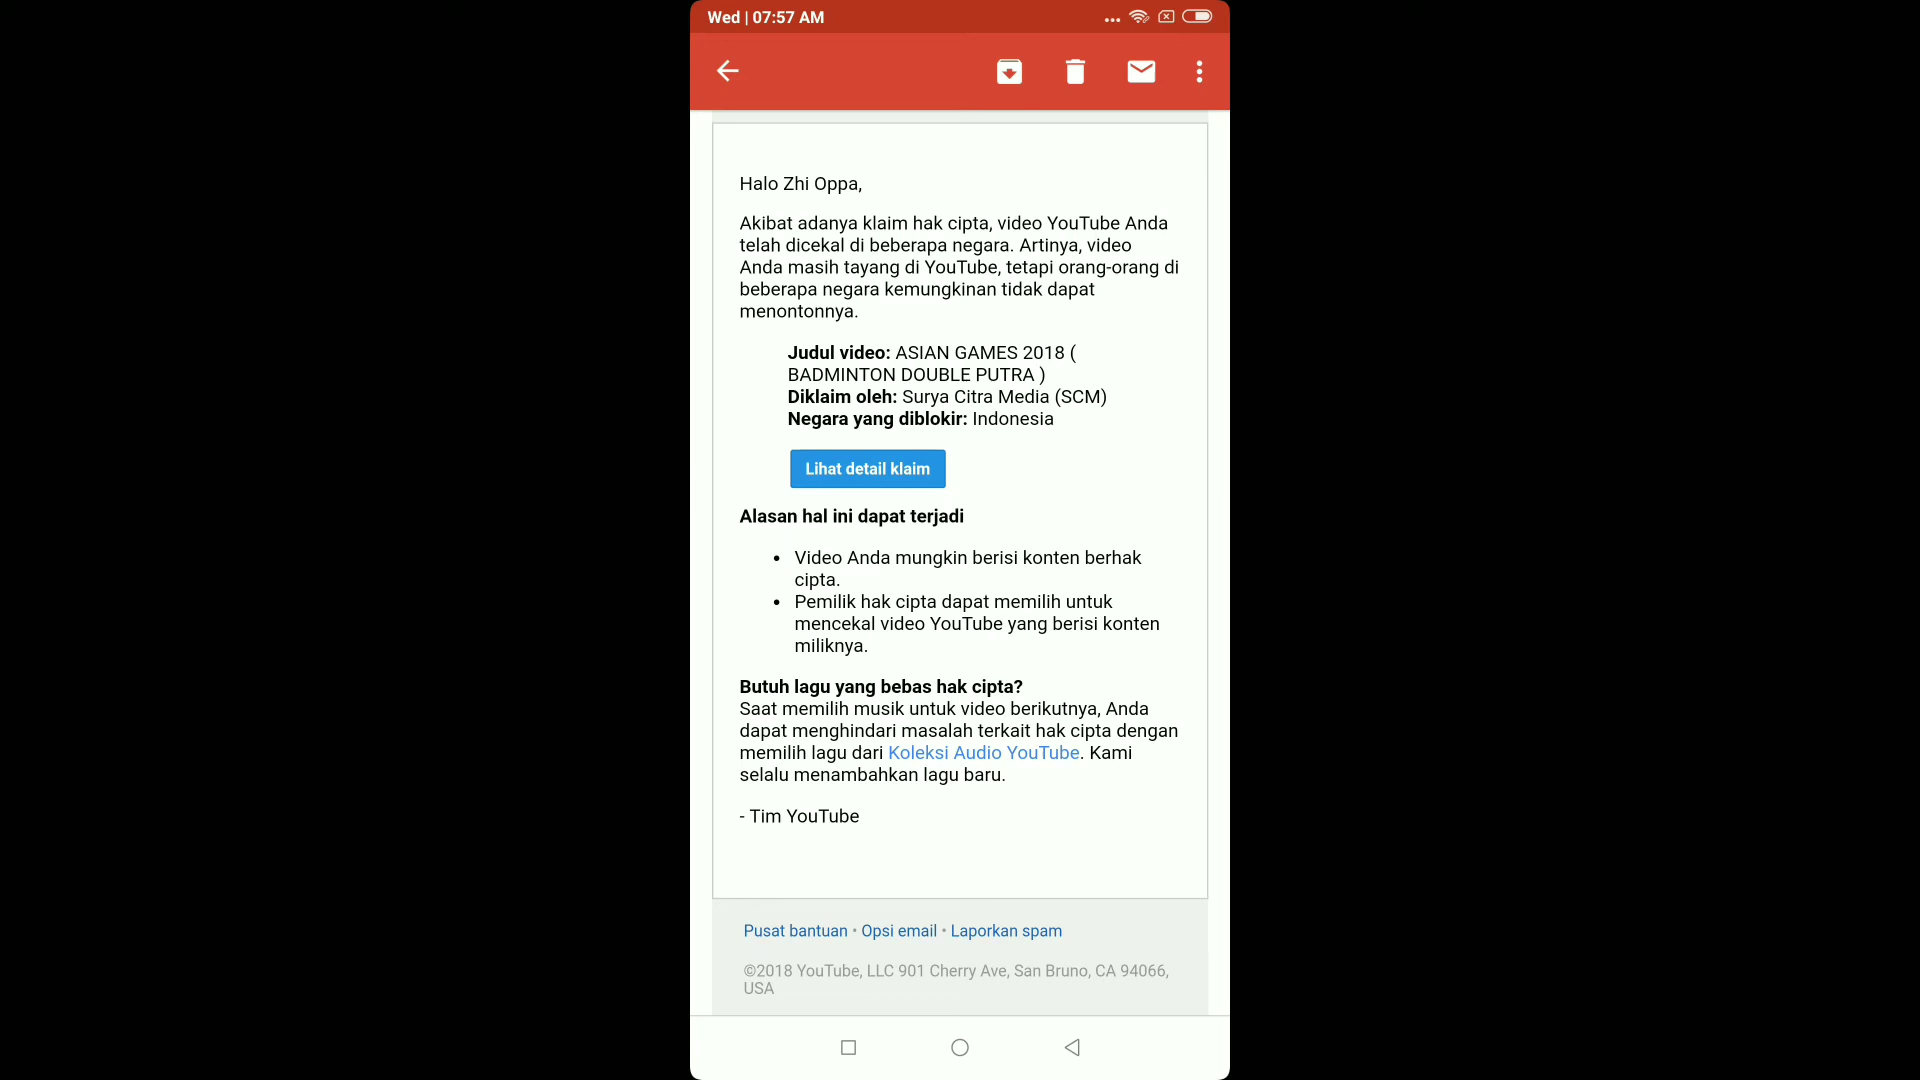 Wed | 07:57 AM
Halo Zhi Oppa,
Akibat adanya klaim hak cipta, video YouTube Anda
telah dicekal di beberapa negara. Artinya, video
Anda masih tayang di YouTube, tetapi orang-orang di
beberapa negara kemungkinan tidak dapat
menontonnya.
Judul video: ASIAN GAMES 2018 (
BADMINTON DOUBLE PUTRA )
Diklaim oleh: Surya Citra Media (SCM)
Negara yang diblokir: Indonesia
Lihat detail klaim
Alasan hal ini dapat terjadi
• Video Anda mungkin berisi konten berhak
cipta.
• Pemilik hak cipta dapat memilih untuk
mencekal video YouTube yang berisi konten
miliknya.
Butuh lagu yang bebas hak cipta?
Saat memilih musik untuk video berikutnya, Anda
dapat menghindari masalah terkait hak cipta dengan
memilih lagu dari Koleksi Audio YouTube. Kami
selalu menambahkan lagu baru.
- Tim YouTube
Pusat bantuan • Opsi email • Laporkan spam
©2018 YouTube, LLC 901 Cherry Ave, San Bruno, CA 94066,
USA